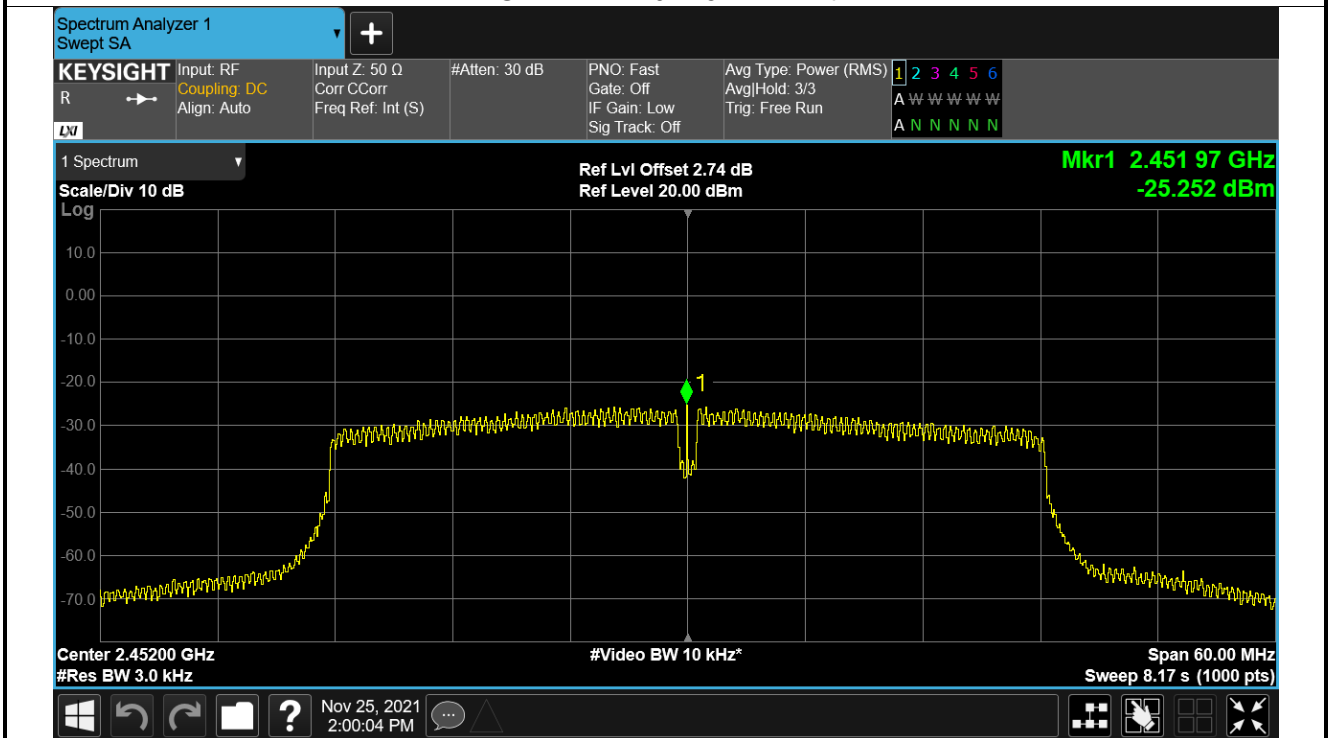 Spectrum Analyzer 1
Swept SA
▼
+
KEYSIGHT Input: RF Input Z: 50 Ω #Atten: 30 dB PNO: Fast Avg Type: Power (RMS) 1 2 3 4 5 6
R Coupling: DC Corr CCorr Gate: Off Avg|Hold: 3/3 A W W W W W
Align: Auto Freq Ref: Int (S) IF Gain: Low Trig: Free Run
LXI Sig Track: Off A N N N N N
1 Spectrum ▼ Ref Lvl Offset 2.74 dB Mkr1 2.451 97 GHz
Scale/Div 10 dB Ref Level 20.00 dBm -25.252 dBm
Log
10.0
0.00
-10.0
-20.0
1
-30.0
-40.0
-50.0
-60.0
-70.0
Center 2.45200 GHz #Video BW 10 kHz* Span 60.00 MHz
#Res BW 3.0 kHz Sweep 8.17 s (1000 pts)
? Nov 25, 2021
2:00:04 PM